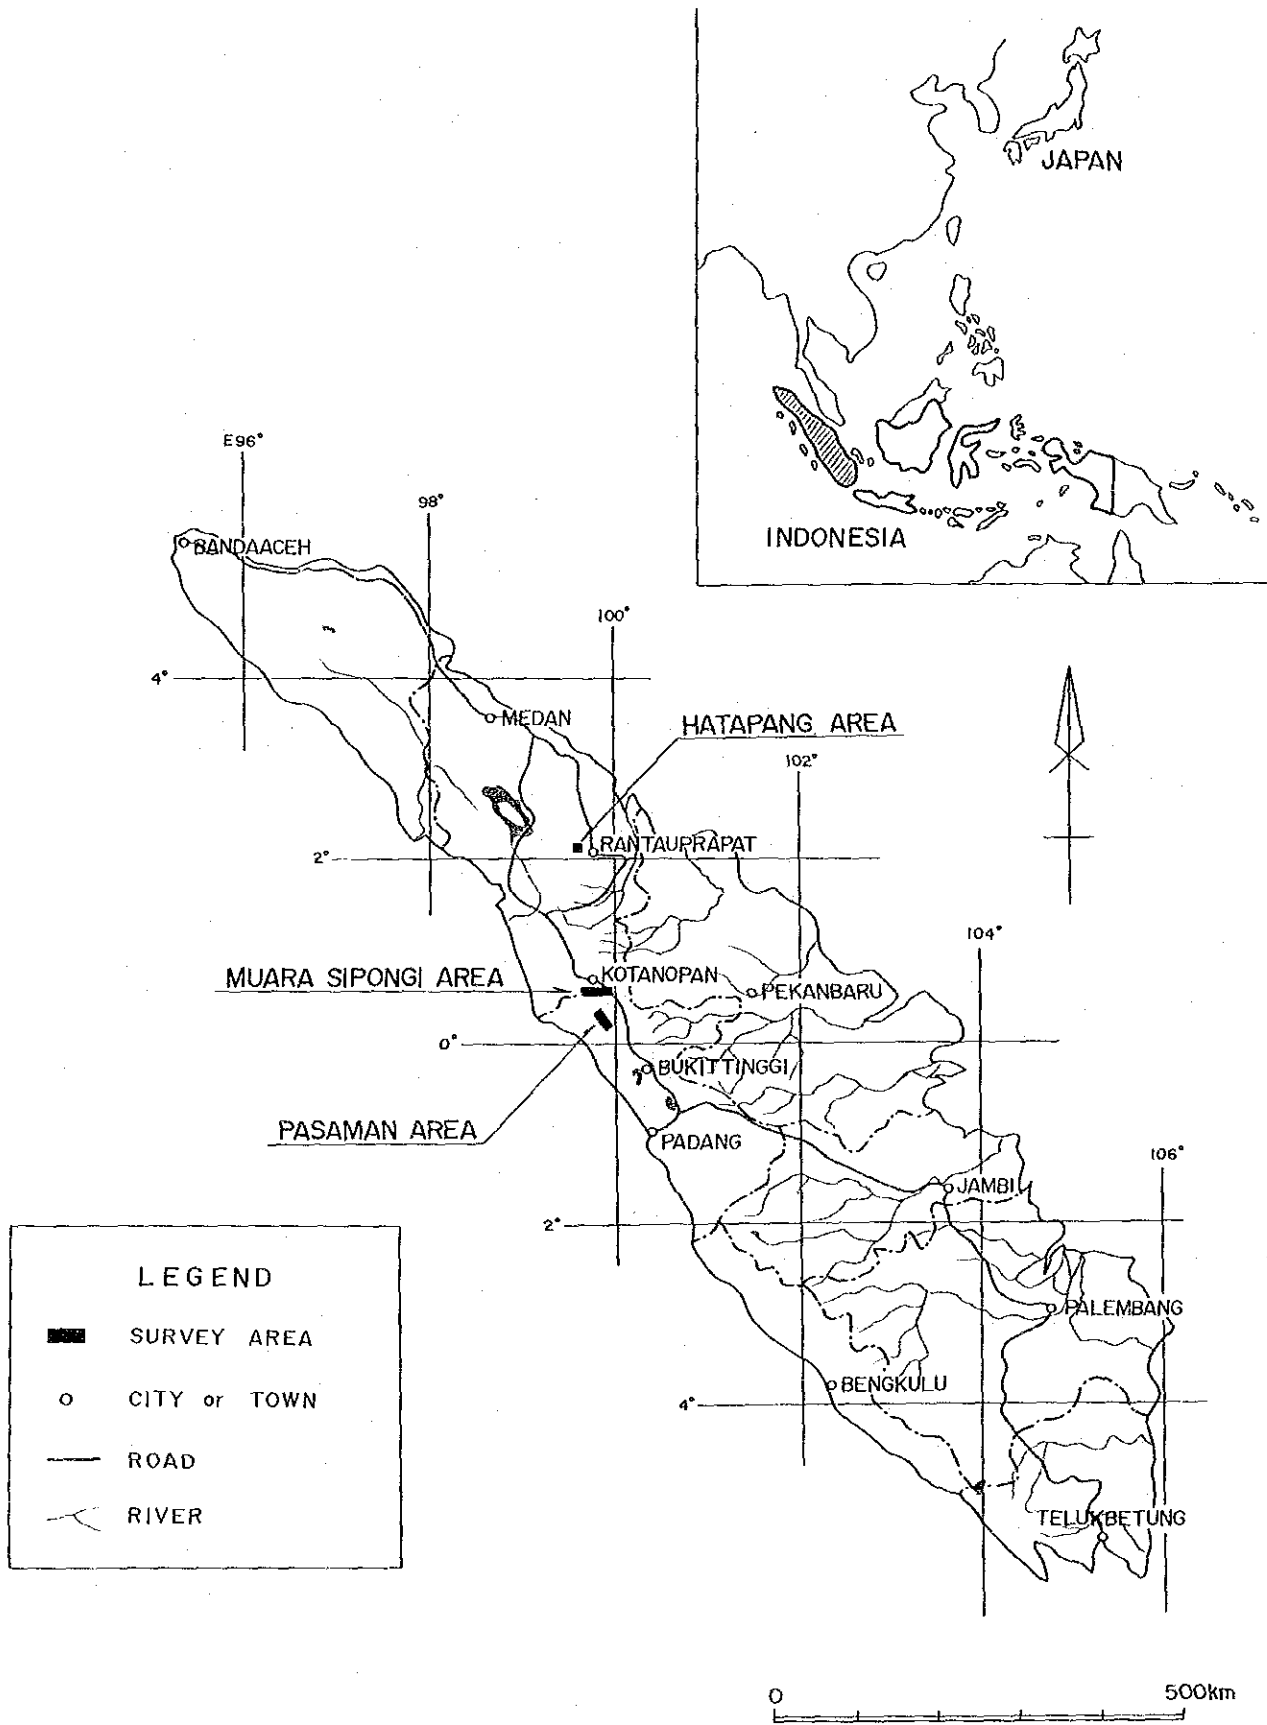 JAPAN
INDONESIA
E96°
98°
BANDAACEH
100°
4°
MEDAN
HATAPANG AREA
102°
RANTAUPRAPAT
2°
104°
KOTANOPAN
MUARA SIPONGI AREA
PEKANBARU
0°
BUKITTINGGI
PASAMAN AREA
PADANG
106°
JAMBI
2°
PALEMBANG
BENGKULU
4°
TELUKBETUNG
LEGEND
SURVEY AREA
CITY or TOWN
ROAD
RIVER
0 500km